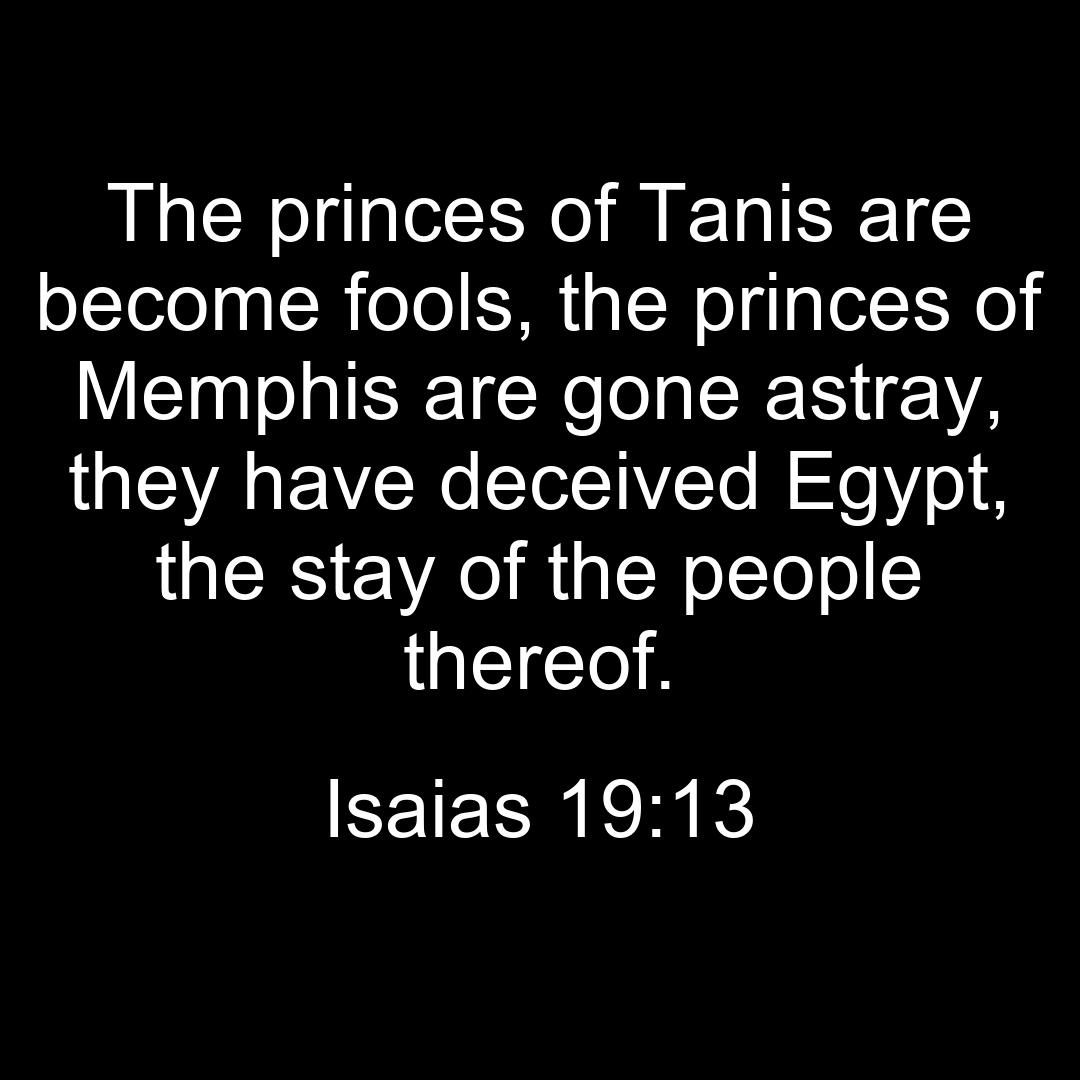 The princes of Tanis are
become fools, the princes of
Memphis are gone astray,
they have deceived Egypt,
the stay of the people
thereof.
Isaias 19:13